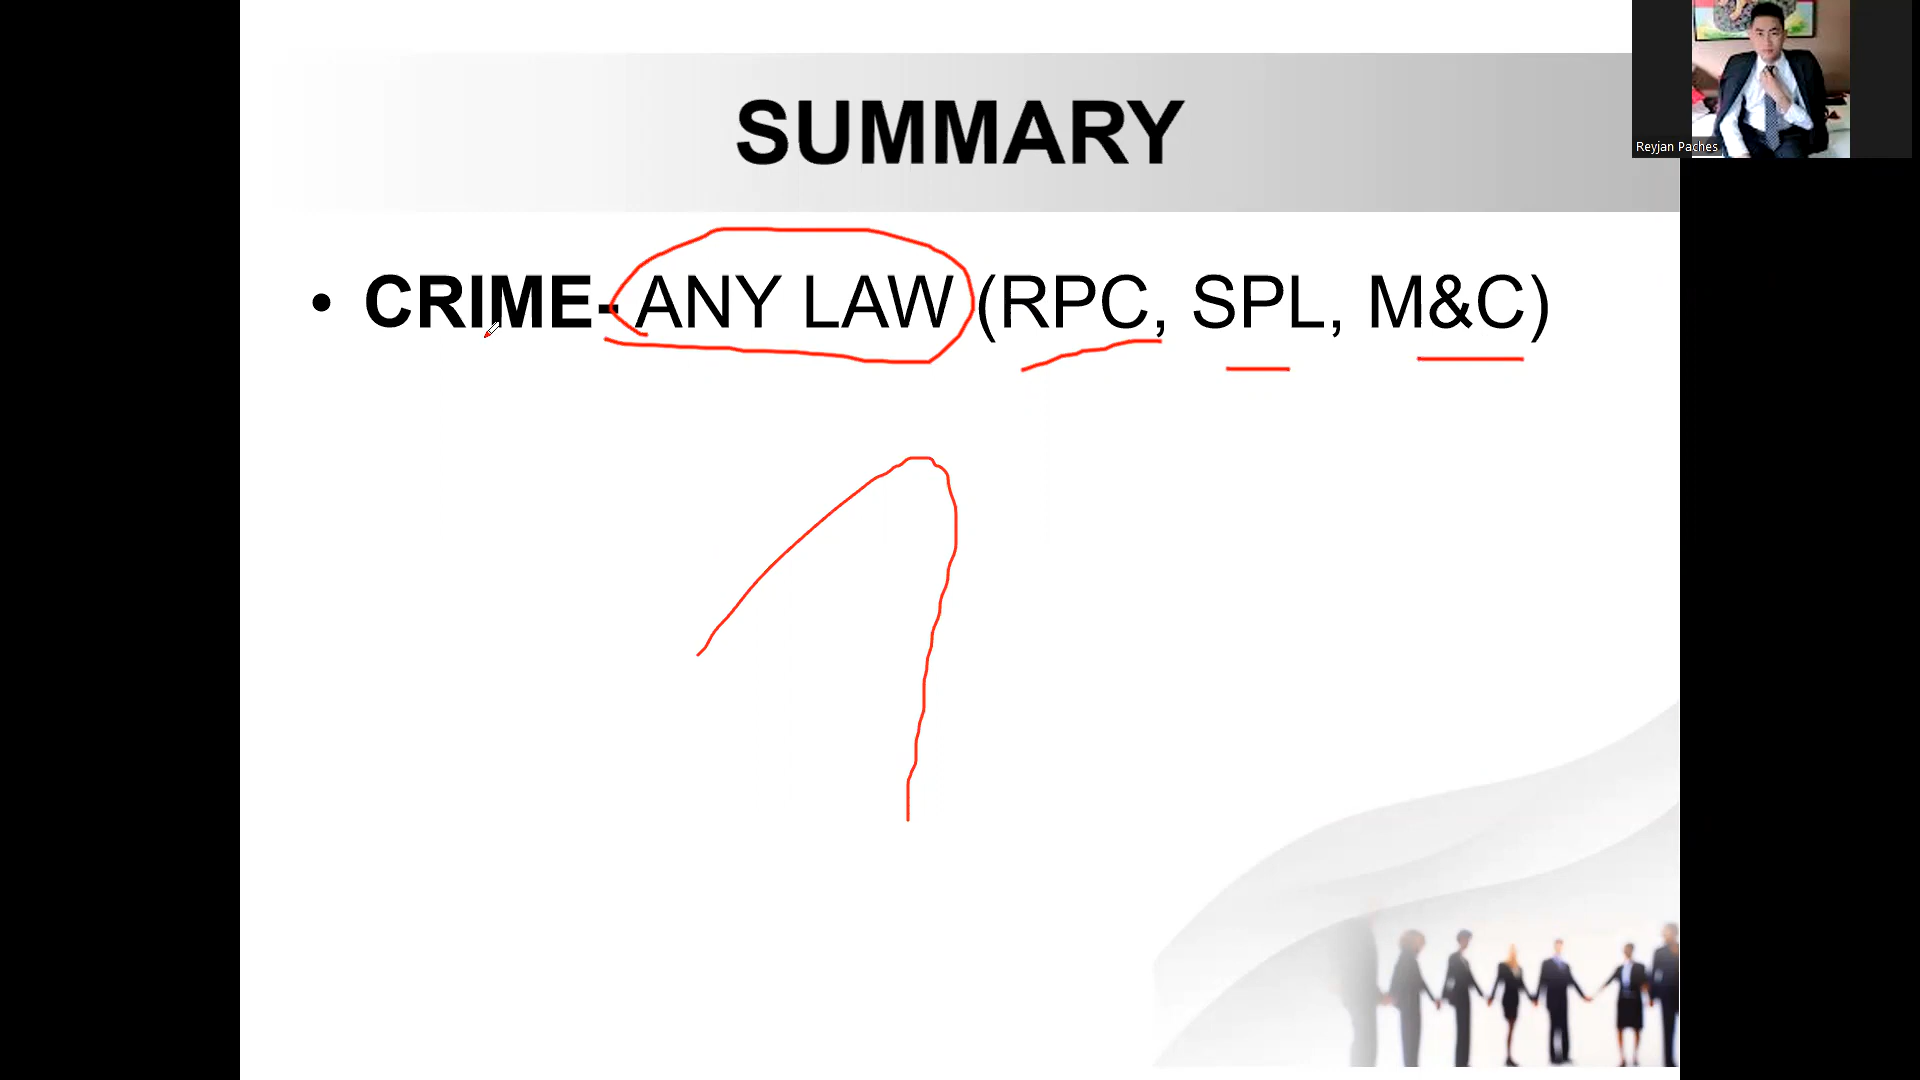 SUMMARY
Reyjan Paches
• CRIME- ANY LAW (RPC, SPL, M&C)